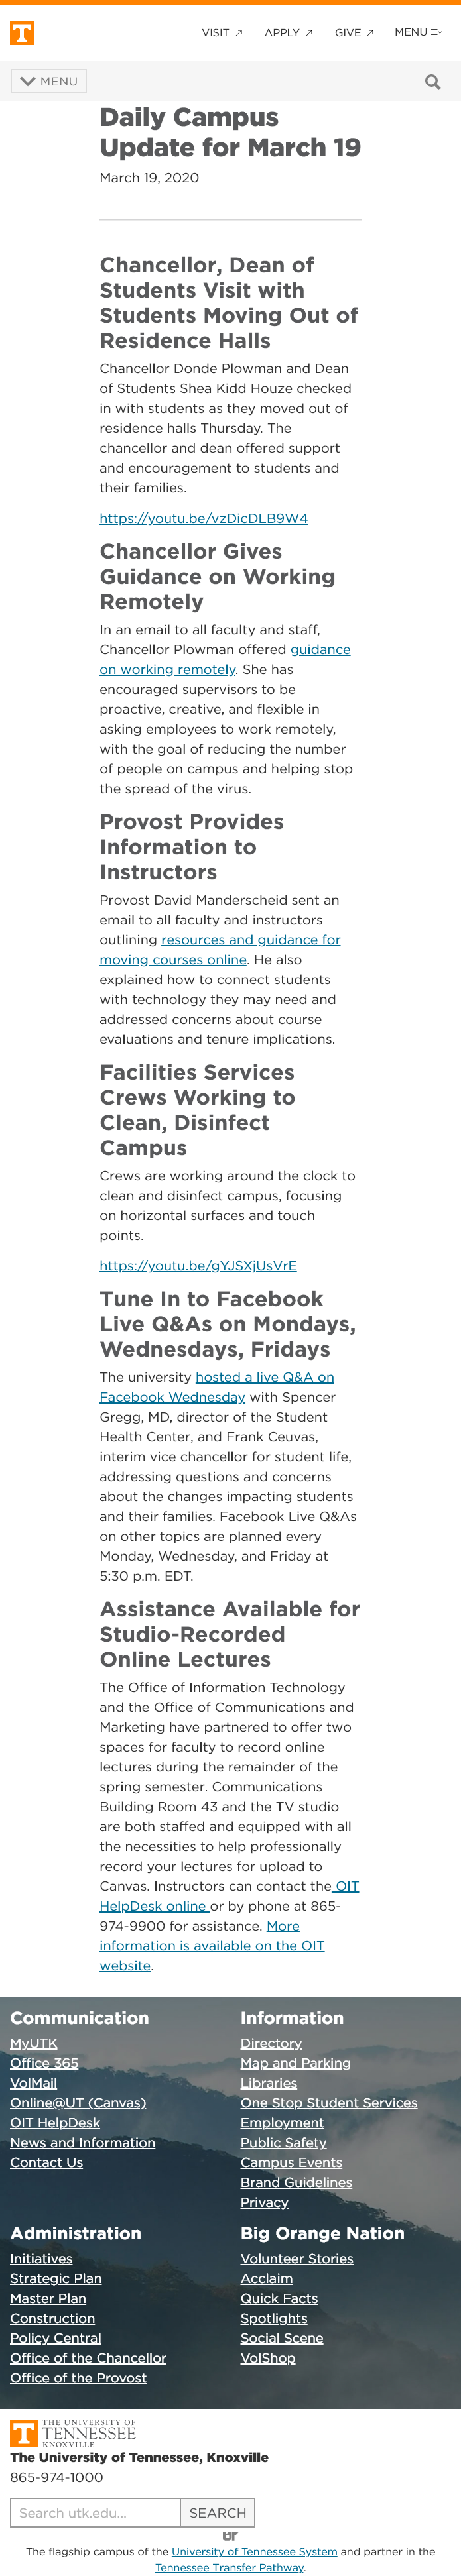 VISIT ↗ APPLY ↗ GIVE ↗ MENU
MENU
Daily Campus
Update for March 19
March 19, 2020
Chancellor, Dean of
Students Visit with
Students Moving Out of
Residence Halls
Chancellor Donde Plowman and Dean
of Students Shea Kidd Houze checked
in with students as they moved out of
residence halls Thursday. The
chancellor and dean offered support
and encouragement to students and
their families.
https://youtu.be/vzDicDLB9W4
Chancellor Gives
Guidance on Working
Remotely
In an email to all faculty and staff,
Chancellor Plowman offered guidance
on working remotely. She has
encouraged supervisors to be
proactive, creative, and flexible in
asking employees to work remotely,
with the goal of reducing the number
of people on campus and helping stop
the spread of the virus.
Provost Provides
Information to
Instructors
Provost David Manderscheid sent an
email to all faculty and instructors
outlining resources and guidance for
moving courses online. He also
explained how to connect students
with technology they may need and
addressed concerns about course
evaluations and tenure implications.
Facilities Services
Crews Working to
Clean, Disinfect
Campus
Crews are working around the clock to
clean and disinfect campus, focusing
on horizontal surfaces and touch
points.
https://youtu.be/gYJSXjUsVrE
Tune In to Facebook
Live Q&As on Mondays,
Wednesdays, Fridays
The university hosted a live Q&A on
Facebook Wednesday with Spencer
Gregg, MD, director of the Student
Health Center, and Frank Ceuvas,
interim vice chancellor for student life,
addressing questions and concerns
about the changes impacting students
and their families. Facebook Live Q&As
on other topics are planned every
Monday, Wednesday, and Friday at
5:30 p.m. EDT.
Assistance Available for
Studio-Recorded
Online Lectures
The Office of Information Technology
and the Office of Communications and
Marketing have partnered to offer two
spaces for faculty to record online
lectures during the remainder of the
spring semester. Communications
Building Room 43 and the TV studio
are both staffed and equipped with all
the necessities to help professionally
record your lectures for upload to
Canvas. Instructors can contact the OIT
HelpDesk online or by phone at 865-
974-9900 for assistance. More
information is available on the OIT
website.
Communication
MyUTK
Office 365
VolMail
Online@UT (Canvas)
OIT HelpDesk
News and Information
Contact Us
Information
Directory
Map and Parking
Libraries
One Stop Student Services
Employment
Public Safety
Campus Events
Brand Guidelines
Privacy
Administration
Initiatives
Strategic Plan
Master Plan
Construction
Policy Central
Office of the Chancellor
Office of the Provost
Big Orange Nation
Volunteer Stories
Acclaim
Quick Facts
Spotlights
Social Scene
VolShop
T THE UNIVERSITY OF
TENNESSEE
KNOXVILLE
The University of Tennessee, Knoxville
865-974-1000
Search utk.edu... SEARCH
UT
The flagship campus of the University of Tennessee System and partner in the
Tennessee Transfer Pathway.